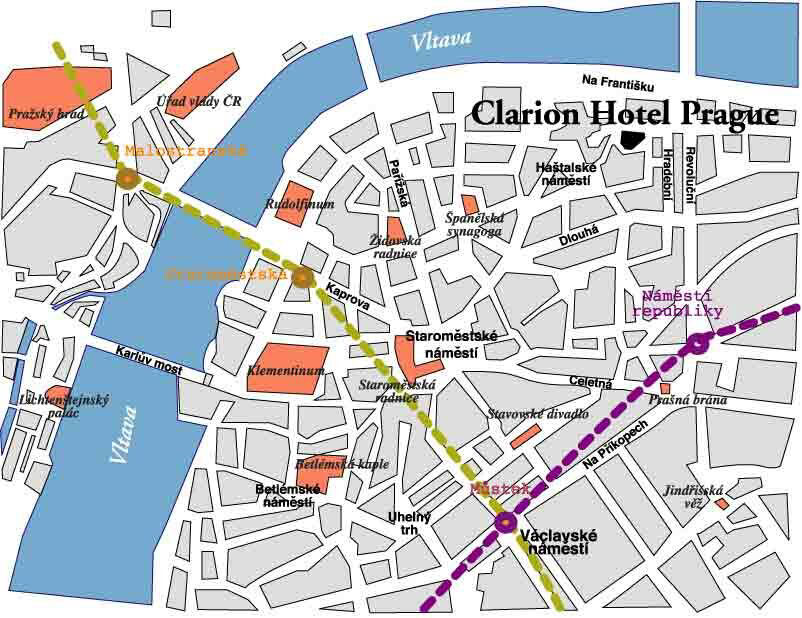 Vltava
Na Františku
Clarion Hotel Prague
Pražský hrad
Úřad vlády ČR
Malostranská
Haštalské
náměstí
Hradební
Revoluční
Pařížská
Rudolfinum
Španělská
synagoga
Židovská
radnice
Dlouhá
Staroměstská
Kaprova
Náměstí
republiky
Staroměstské
náměstí
Karlův most
Klementinum
Staroměstská
radnice
Celetná
Prašná brána
Lichtenštejnský
palác
Vltava
Stavovské divadlo
Na Příkopech
Betlémská kaple
Betlémské
náměstí
Můstek
Jindřišská
věž
Uhelný
trh
Václavské
náměstí